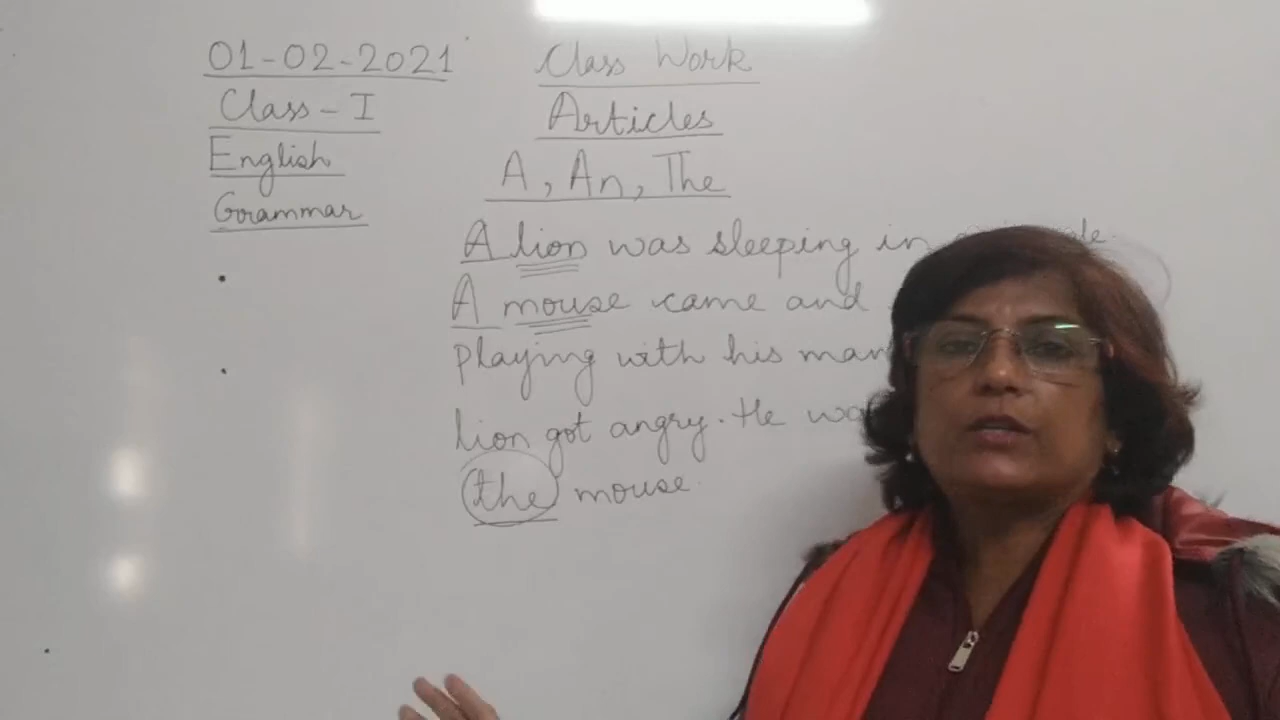 01-02-2021
Class Work
Class - I
Articles
English
A, An, The
Grammar
A lion was sleeping in
A mouse came and
playing with his
lion got angry. He
the mouse.